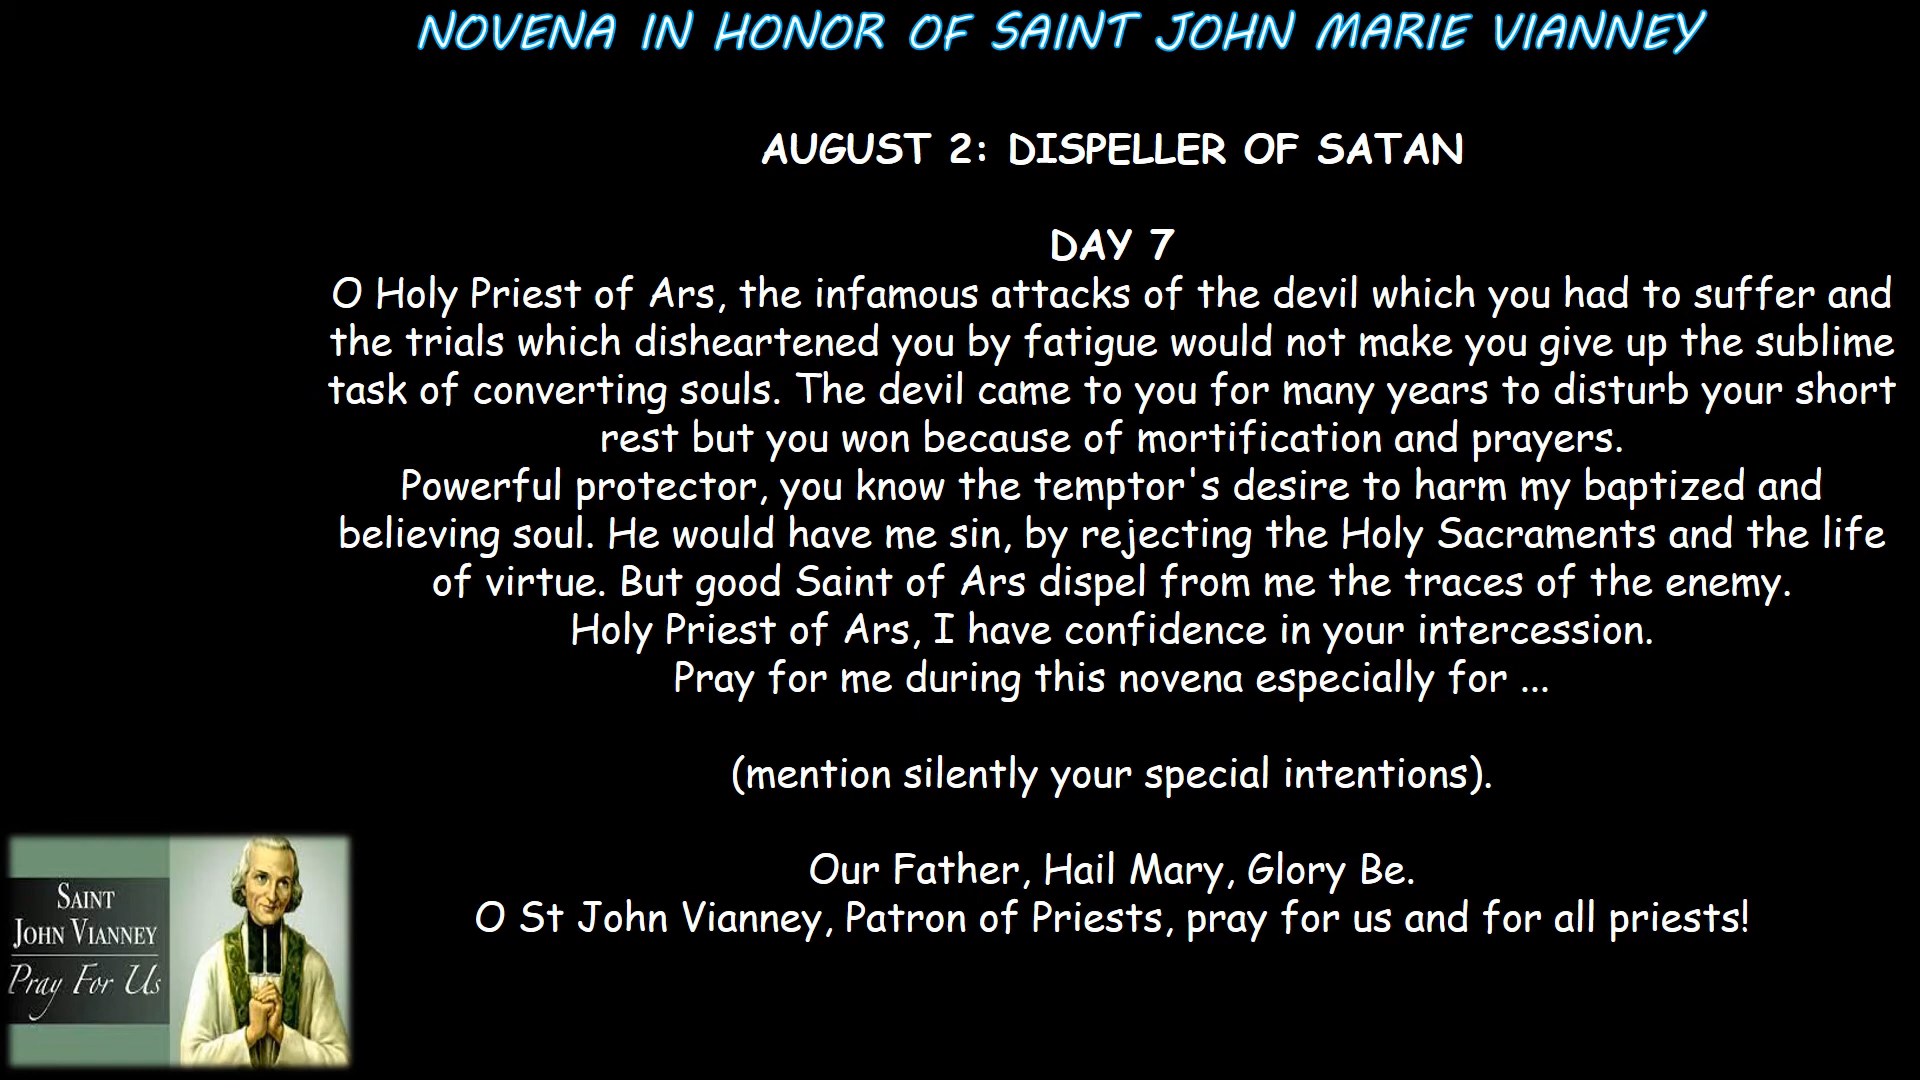 NOVENA IN HONOR OF SAINT JOHN MARIE VIANNEY
AUGUST 2: DISPELLER OF SATAN
DAY 7
O Holy Priest of Ars, the infamous attacks of the devil which you had to suffer and
the trials which disheartened you by fatigue would not make you give up the sublime
task of converting souls. The devil came to you for many years to disturb your short
rest but you won because of mortification and prayers.
Powerful protector, you know the temptor's desire to harm my baptized and
believing soul. He would have me sin, by rejecting the Holy Sacraments and the life
of virtue. But good Saint of Ars dispel from me the traces of the enemy.
Holy Priest of Ars, I have confidence in your intercession.
Pray for me during this novena especially for ...
(mention silently your special intentions).
Our Father, Hail Mary, Glory Be.
O St John Vianney, Patron of Priests, pray for us and for all priests!
SAINT
JOHN VIANNEY
Pray For Us